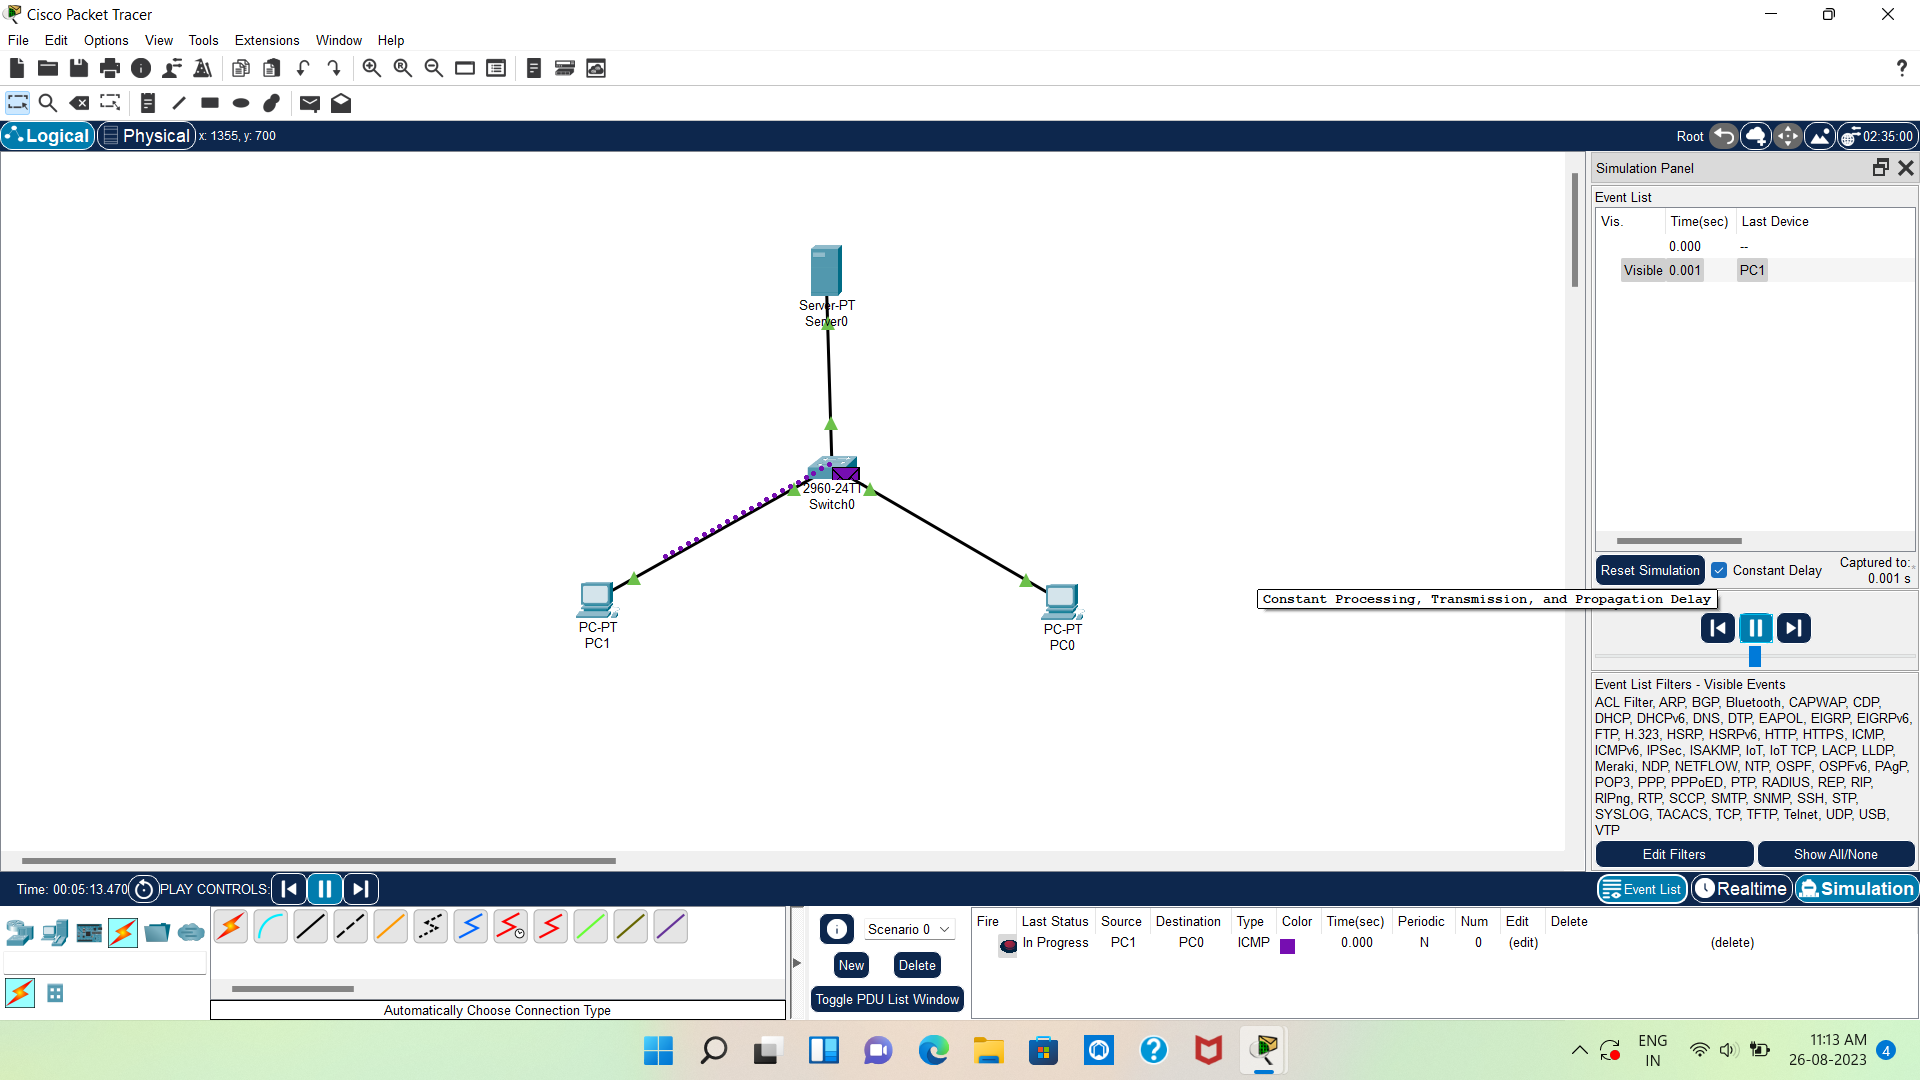 Cisco Packet Tracer
File Edit Options View Tools Extensions Window Help
Logical Physical x: 1355, y: 700 Root 02:35:00
Simulation Panel
Event List
Vis. Time(sec) Last Device
0.000 --
Visible 0.001 PC1
Server-PT
Server0
2960-24TT
Switch0
PC-PT
PC1
PC-PT
PC0
Reset Simulation Constant Delay Captured to:
0.001 s
Constant Processing, Transmission, and Propagation Delay
Event List Filters - Visible Events
ACL Filter, ARP, BGP, Bluetooth, CAPWAP, CDP,
DHCP, DHCPv6, DNS, DTP, EAPOL, EIGRP, EIGRPv6,
FTP, H.323, HSRP, HSRPv6, HTTP, HTTPS, ICMP,
ICMPv6, IPSec, ISAKMP, IoT, IoT TCP, LACP, LLDP,
Meraki, NDP, NETFLOW, NTP, OSPF, OSPFv6, PAgP,
POP3, PPP, PPPoED, PTP, RADIUS, REP, RIP,
RIPng, RTP, SCCP, SMTP, SNMP, SSH, STP,
SYSLOG, TACACS, TCP, TFTP, Telnet, UDP, USB,
VTP
Edit Filters Show All/None
Time: 00:05:13.470 PLAY CONTROLS: Event List Realtime Simulation
Scenario 0
New Delete
Toggle PDU List Window
Fire Last Status Source Destination Type Color Time(sec) Periodic Num Edit Delete
In Progress PC1 PC0 ICMP 0.000 N 0 (edit) (delete)
Automatically Choose Connection Type
ENG
IN
11:13 AM
26-08-2023
4